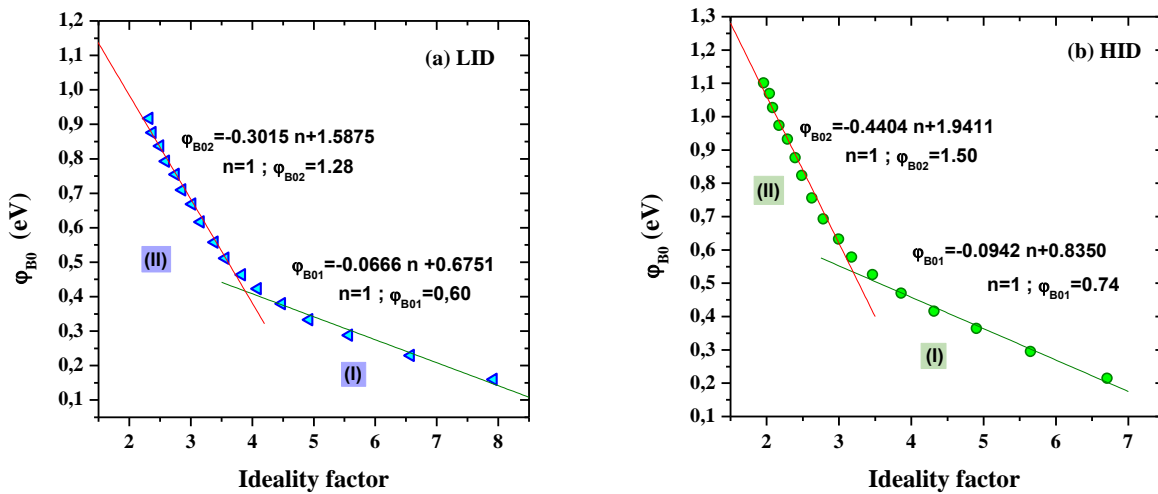 (a) LID
1,2
1,1
1,0
0,9
0,8
0,7
0,6
0,5
0,4
0,3
0,2
0,1
φB0 (eV)
φB02=-0.3015 n+1.5875
n=1 ; φB02=1.28
(II)
φB01=-0.0666 n +0.6751
n=1 ; φB01=0,60
(I)
2 3 4 5 6 7 8
Ideality factor
(b) HID
1,3
1,2
1,1
1,0
0,9
0,8
0,7
0,6
0,5
0,4
0,3
0,2
0,1
φB0 (eV)
φB02=-0.4404 n+1.9411
n=1 ; φB02=1.50
(II)
φB01=-0.0942 n+0.8350
n=1 ; φB01=0.74
(I)
2 3 4 5 6 7
Ideality factor